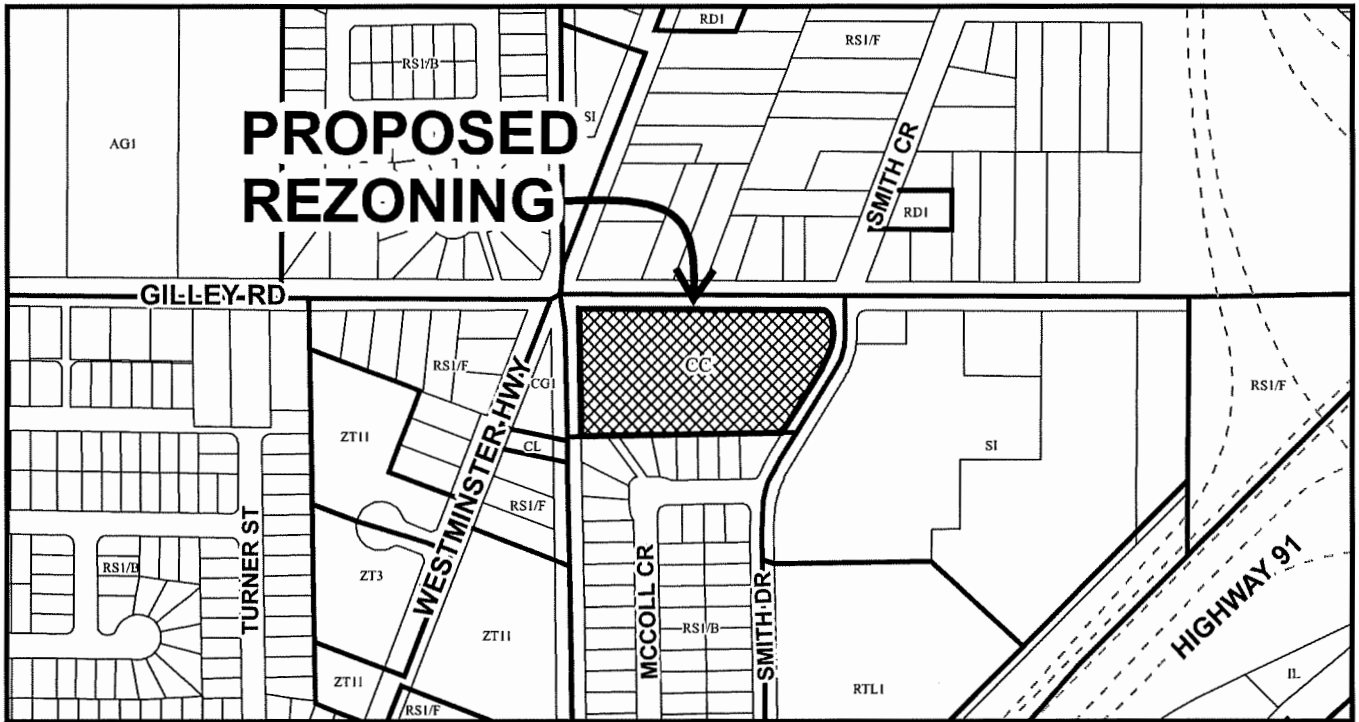 RD1
RS1/B
RS1/F
SI
AG1
PROPOSED
REZONING
SMITH CR
RD1
GILLEY RD
RS1/F
WESTMINSTER HWY
CG1
CC
RS1/F
ZT11
CL
SI
RS1/F
TURNER ST
RS1/B
ZT3
ZT11
MCCOLL CR
RS1/B
SMITH DR
HIGHWAY 91
ZT11
RS1/F
RTL1
IL